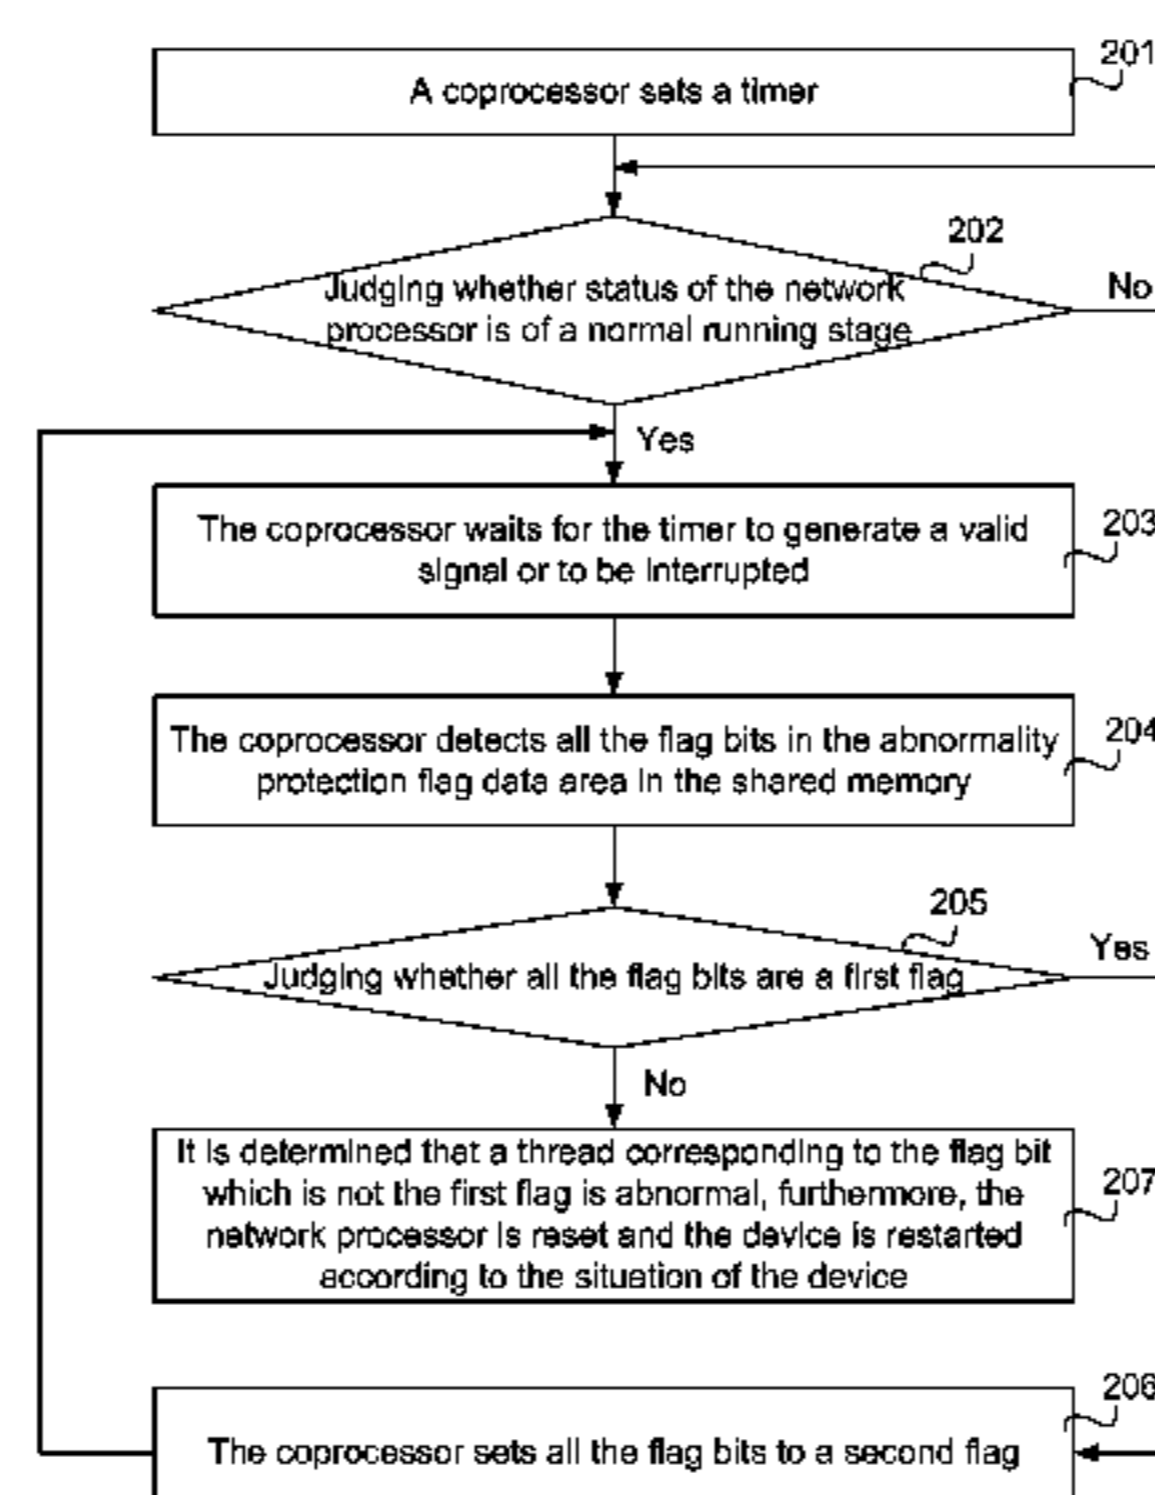 201
A coprocessor sets a timer
202
Judging whether status of the network
processor is of a normal running stage
No
Yes
203
The coprocessor waits for the timer to generate a valid
signal or to be interrupted
204
The coprocessor detects all the flag bits in the abnormality
protection flag data area in the shared memory
205
Judging whether all the flag bits are a first flag
Yes
No
207
It is determined that a thread corresponding to the flag bit
which is not the first flag is abnormal, furthermore, the
network processor is reset and the device is restarted
according to the situation of the device
206
The coprocessor sets all the flag bits to a second flag